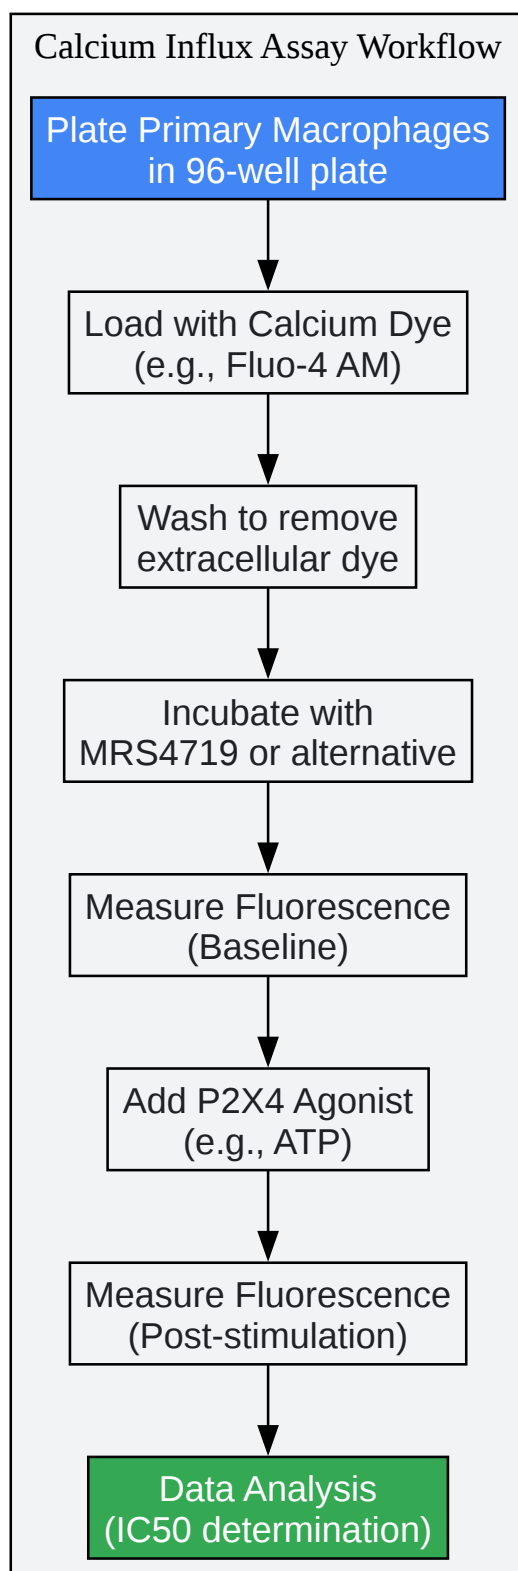 Calcium Influx Assay Workflow
Plate Primary Macrophages
in 96-well plate
Load with Calcium Dye
(e.g., Fluo-4 AM)
Wash to remove
extracellular dye
Incubate with
MRS4719 or alternative
Measure Fluorescence
(Baseline)
Add P2X4 Agonist
(e.g., ATP)
Measure Fluorescence
(Post-stimulation)
Data Analysis
(IC50 determination)